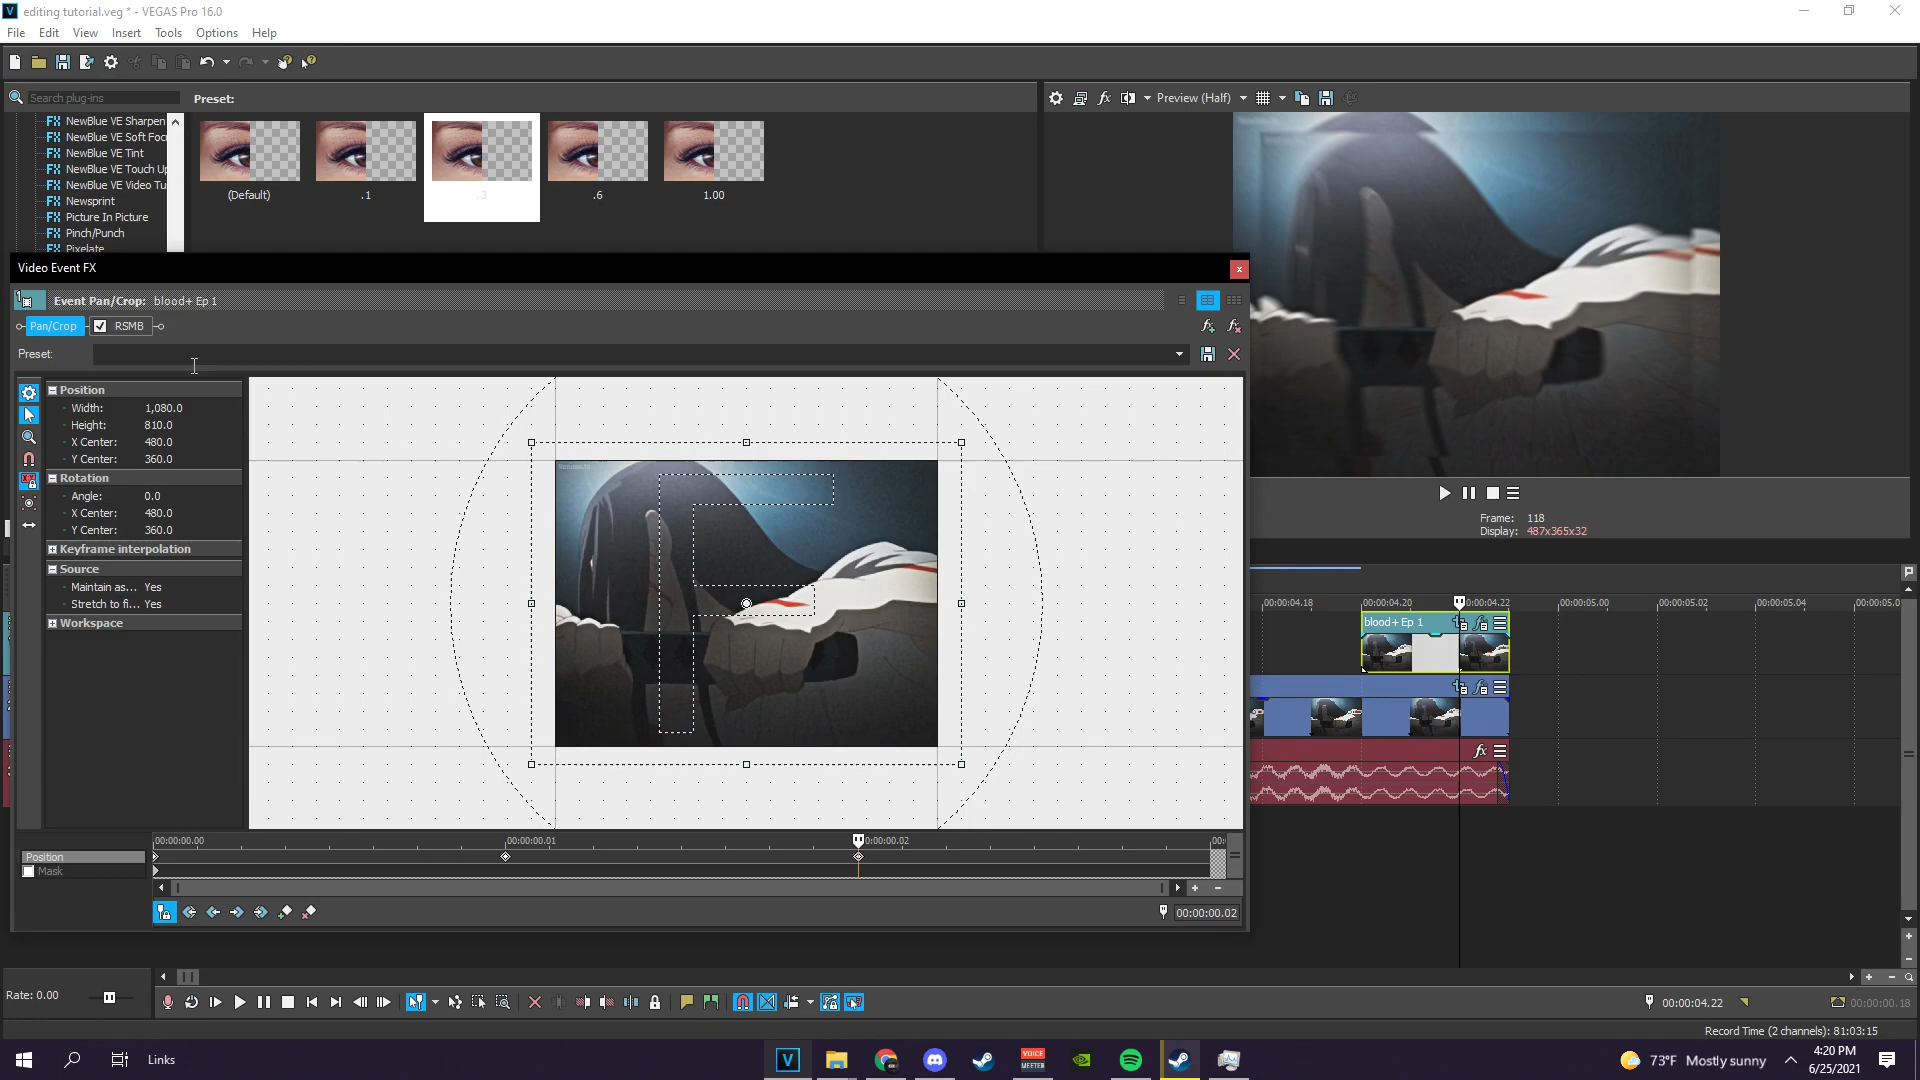 editing tutorial.veg * - VEGAS Pro 16.0
File Edit View Insert Tools Options Help
Search plug-ins
Preset:
Preview (Half)
NewBlue VE Sharpen
NewBlue VE Soft Foc
NewBlue VE Tint
NewBlue VE Touch Up
NewBlue VE Video Tu
Newsprint
Picture In Picture
Pinch/Punch
Pixelate
(Default)
.1
.3
.6
1.00
Video Event FX
Event Pan/Crop: blood+ Ep 1
Pan/Crop
RSMB
Preset:
Position
Width: 1,080.0
Height: 810.0
X Center: 480.0
Y Center: 360.0
Rotation
Angle: 0.0
X Center: 480.0
Y Center: 360.0
Keyframe interpolation
Source
Maintain as... Yes
Stretch to fi... Yes
Workspace
Frame: 118
Display: 487x365x32
00:00:04.18
00:00:04.20
0:00:04.22
00:00:05.00
00:00:05.02
00:00:05.04
00:00:05.0
blood+ Ep 1
00:00:00.00
00:00:00.01
0:00:00.02
00:
Position
Mask
00:00:00.02
Rate: 0.00
00:00:04.22
00:00:00.18
Record Time (2 channels): 81:03:15
Links
VOICE
MEETER
73°F Mostly sunny
4:20 PM
6/25/2021